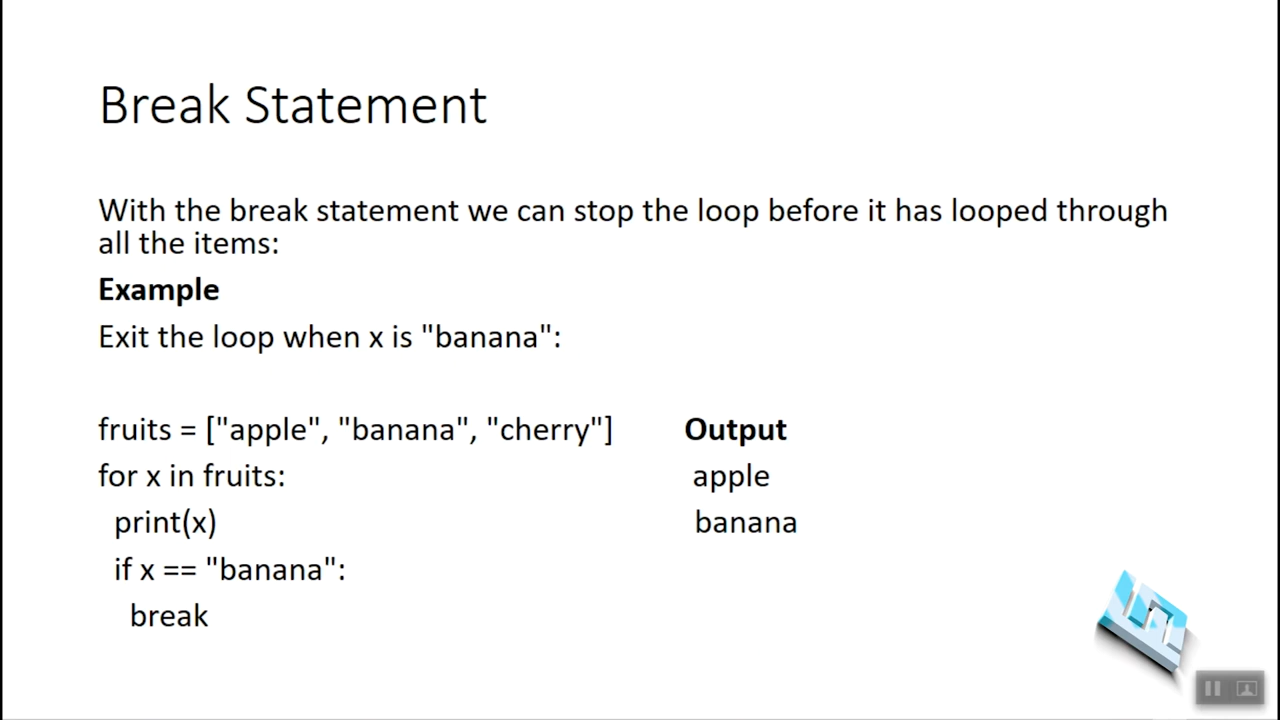 Break Statement
With the break statement we can stop the loop before it has looped through
all the items:
Example
Exit the loop when x is "banana":
fruits = ["apple", "banana", "cherry"]
for x in fruits:
print(x)
if x == "banana":
break
Output
apple
banana